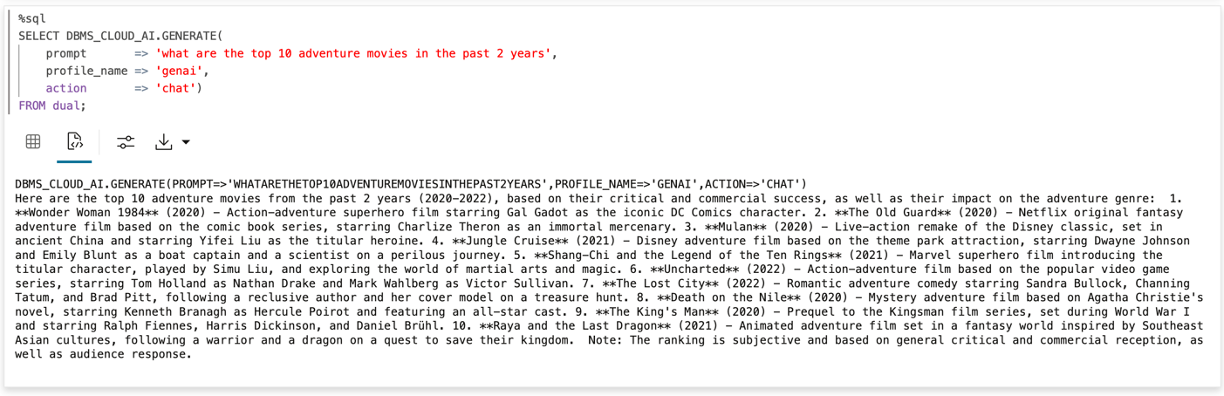 %sql
SELECT DBMS_CLOUD_AI.GENERATE(
    prompt       => 'what are the top 10 adventure movies in the past 2 years',
    profile_name => 'genai',
    action       => 'chat')
FROM dual;
DBMS_CLOUD_AI.GENERATE(PROMPT=>'WHATARETHETOP10ADVENTUREMOVIESINTHEPAST2YEARS',PROFILE_NAME=>'GENAI',ACTION=>'CHAT')
Here are the top 10 adventure movies from the past 2 years (2020-2022), based on their critical and commercial success, as well as their impact on the adventure genre:  1.
**Wonder Woman 1984** (2020) – Action-adventure superhero film starring Gal Gadot as the iconic DC Comics character. 2. **The Old Guard** (2020) – Netflix original fantasy
adventure film based on the comic book series, starring Charlize Theron as an immortal mercenary. 3. **Mulan** (2020) – Live-action remake of the Disney classic, set in
ancient China and starring Yifei Liu as the titular heroine. 4. **Jungle Cruise** (2021) – Disney adventure film based on the theme park attraction, starring Dwayne Johnson
and Emily Blunt as a boat captain and a scientist on a perilous journey. 5. **Shang-Chi and the Legend of the Ten Rings** (2021) – Marvel superhero film introducing the
titular character, played by Simu Liu, and exploring the world of martial arts and magic. 6. **Uncharted** (2022) – Action-adventure film based on the popular video game
series, starring Tom Holland as Nathan Drake and Mark Wahlberg as Victor Sullivan. 7. **The Lost City** (2022) – Romantic adventure comedy starring Sandra Bullock, Channing
Tatum, and Brad Pitt, following a reclusive author and her cover model on a treasure hunt. 8. **Death on the Nile** (2020) – Mystery adventure film based on Agatha Christie's
novel, starring Kenneth Branagh as Hercule Poirot and featuring an all-star cast. 9. **The King's Man** (2020) – Prequel to the Kingsman film series, set during World War I
and starring Ralph Fiennes, Harris Dickinson, and Daniel Brühl. 10. **Raya and the Last Dragon** (2021) – Animated adventure film set in a fantasy world inspired by Southeast
Asian cultures, following a warrior and a dragon on a quest to save their kingdom.  Note: The ranking is subjective and based on general critical and commercial reception, as
well as audience response.